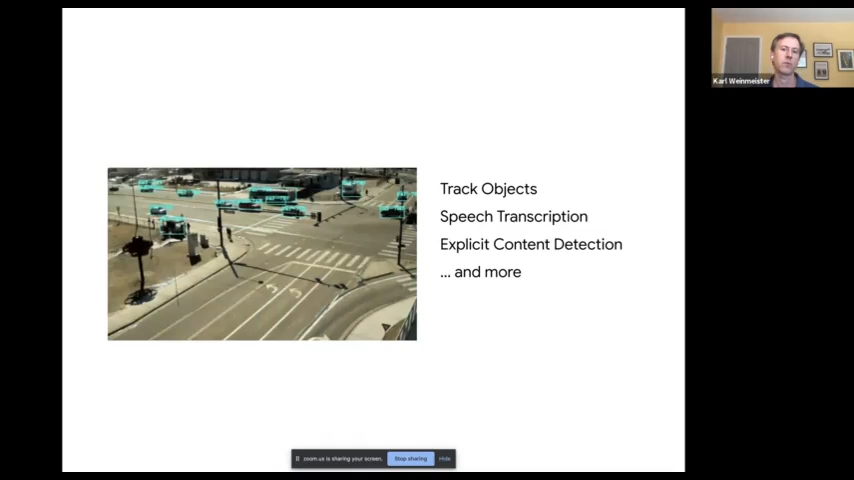 Karl Weinmeister
Track Objects
Speech Transcription
Explicit Content Detection
... and more
zoom.us is sharing your screen.
Stop sharing
Hide